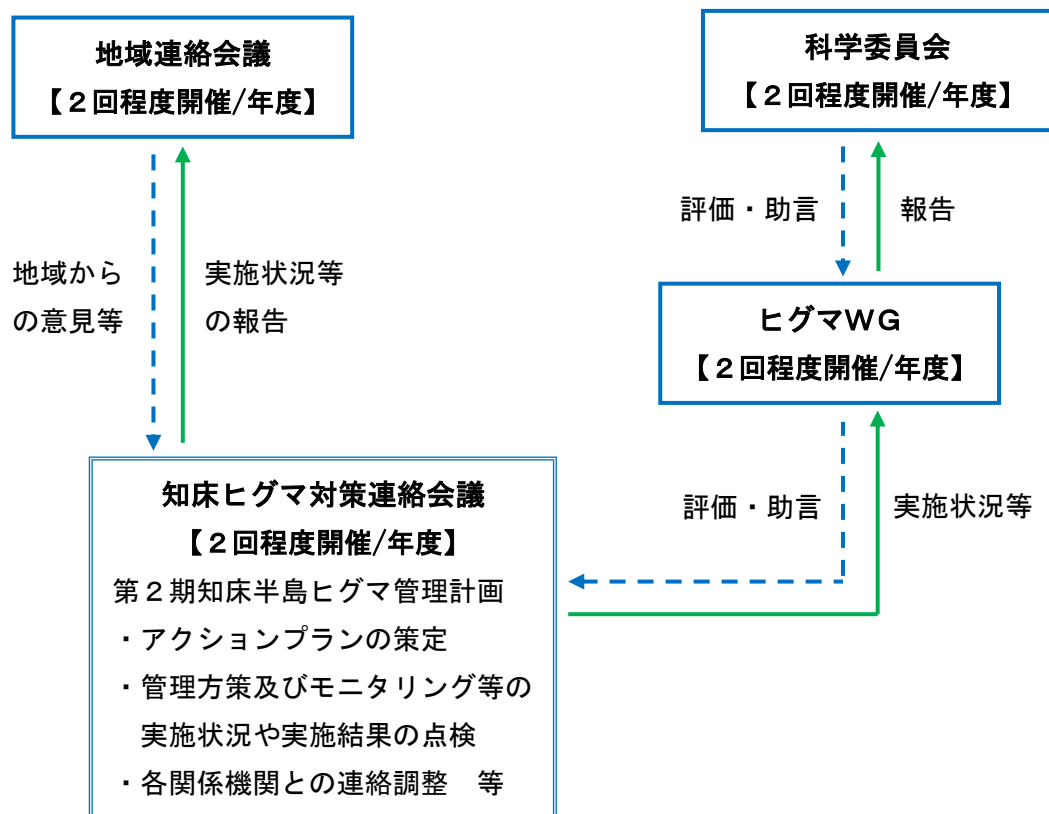 地域連絡会議
【２回程度開催/年度】
科学委員会
【２回程度開催/年度】
評価・助言
報告
地域から
の意見等
実施状況等
の報告
ヒグマＷＧ
【２回程度開催/年度】
知床ヒグマ対策連絡会議
【２回程度開催/年度】
第２期知床半島ヒグマ管理計画
・アクションプランの策定
・管理方策及びモニタリング等の
実施状況や実施結果の点検
・各関係機関との連絡調整　等
評価・助言
実施状況等